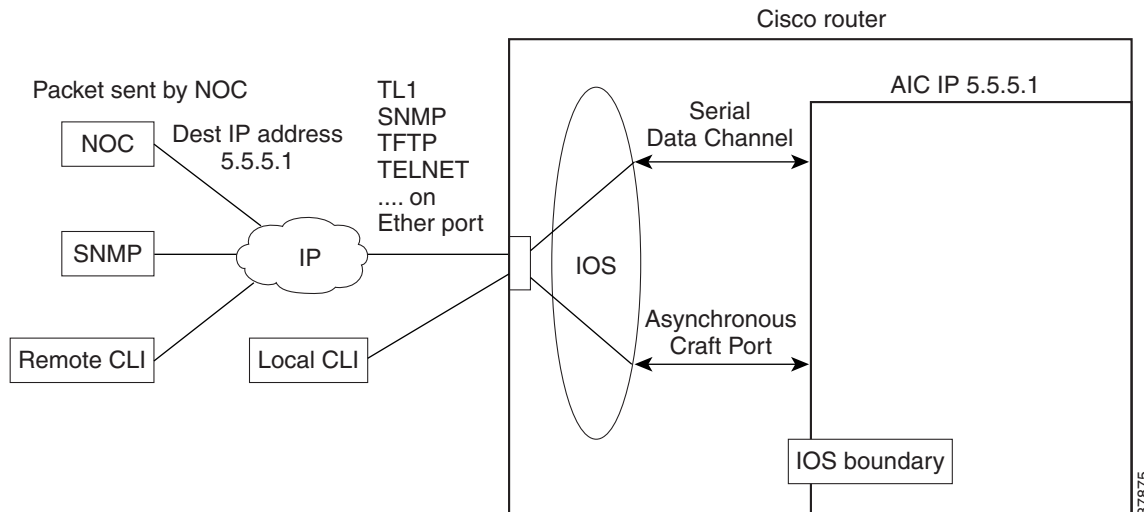 Cisco router
Packet sent by NOC
NOC
Dest IP address
5.5.5.1
TL1
SNMP
TFTP
TELNET
.... on
Ether port
AIC IP 5.5.5.1
Serial
Data Channel
SNMP
IP
IOS
Remote CLI
Local CLI
Asynchronous
Craft Port
IOS boundary